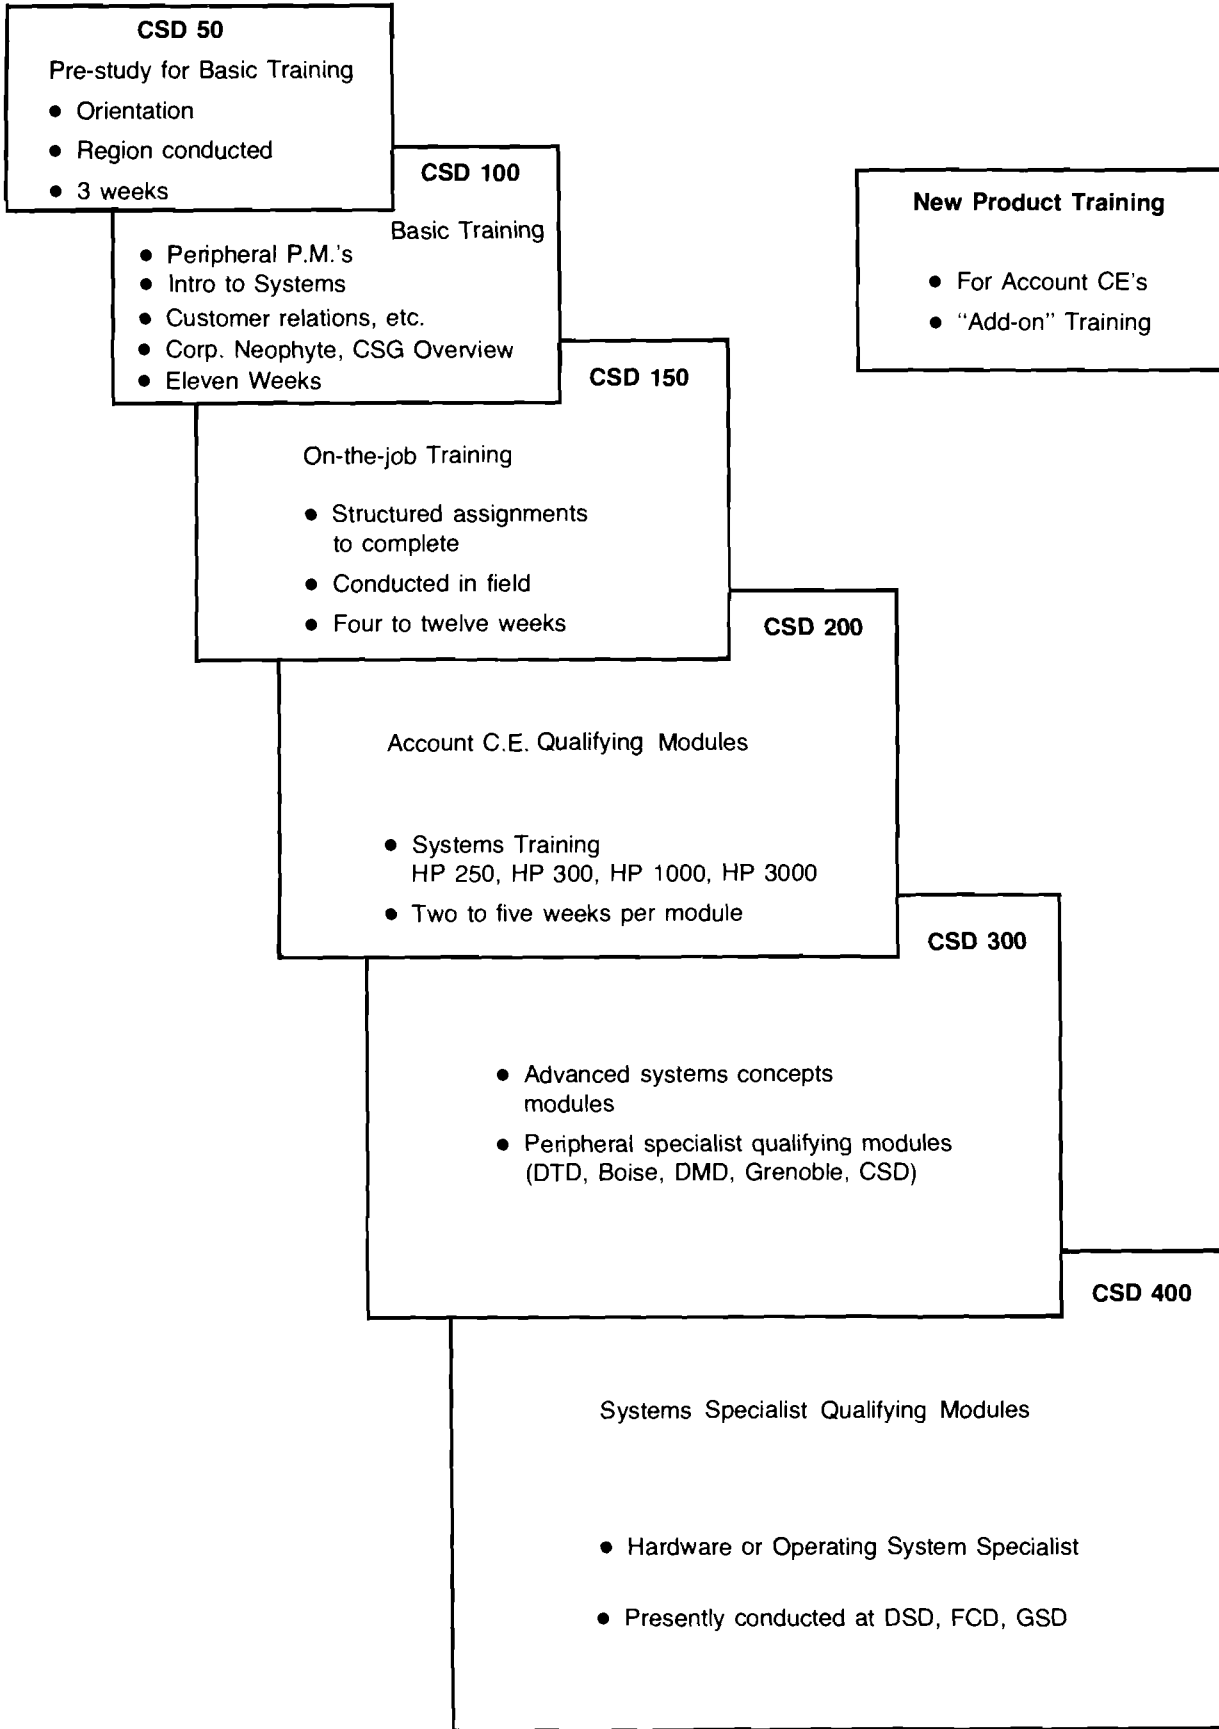 CSD 50
Pre-study for Basic Training
● Orientation
● Region conducted
● 3 weeks
CSD 100
Basic Training
● Peripheral P.M.'s
● Intro to Systems
● Customer relations, etc.
● Corp. Neophyte, CSG Overview
● Eleven Weeks
New Product Training
● For Account CE's
● "Add-on" Training
CSD 150
On-the-job Training
● Structured assignments
to complete
● Conducted in field
● Four to twelve weeks
CSD 200
Account C.E. Qualifying Modules
● Systems Training
HP 250, HP 300, HP 1000, HP 3000
● Two to five weeks per module
CSD 300
● Advanced systems concepts
modules
● Peripheral specialist qualifying modules
(DTD, Boise, DMD, Grenoble, CSD)
CSD 400
Systems Specialist Qualifying Modules
● Hardware or Operating System Specialist
● Presently conducted at DSD, FCD, GSD